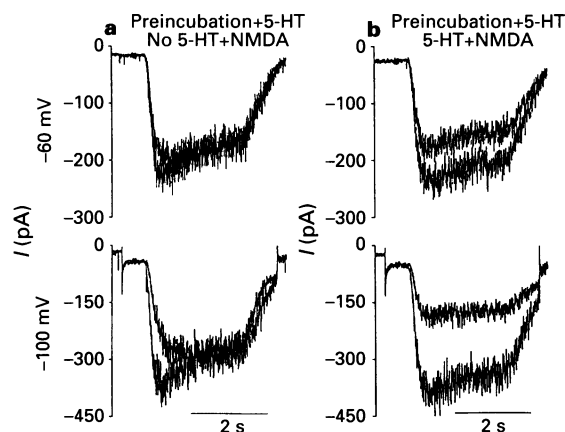 a Preincubation+5-HT
No 5-HT+NMDA
b Preincubation+5-HT
5-HT+NMDA
0
−100
−200
−300
−60 mV
I (pA)
0
−100
−200
−300
0
−150
−300
−450
−100 mV
I (pA)
0
−150
−300
−450
2 s
2 s